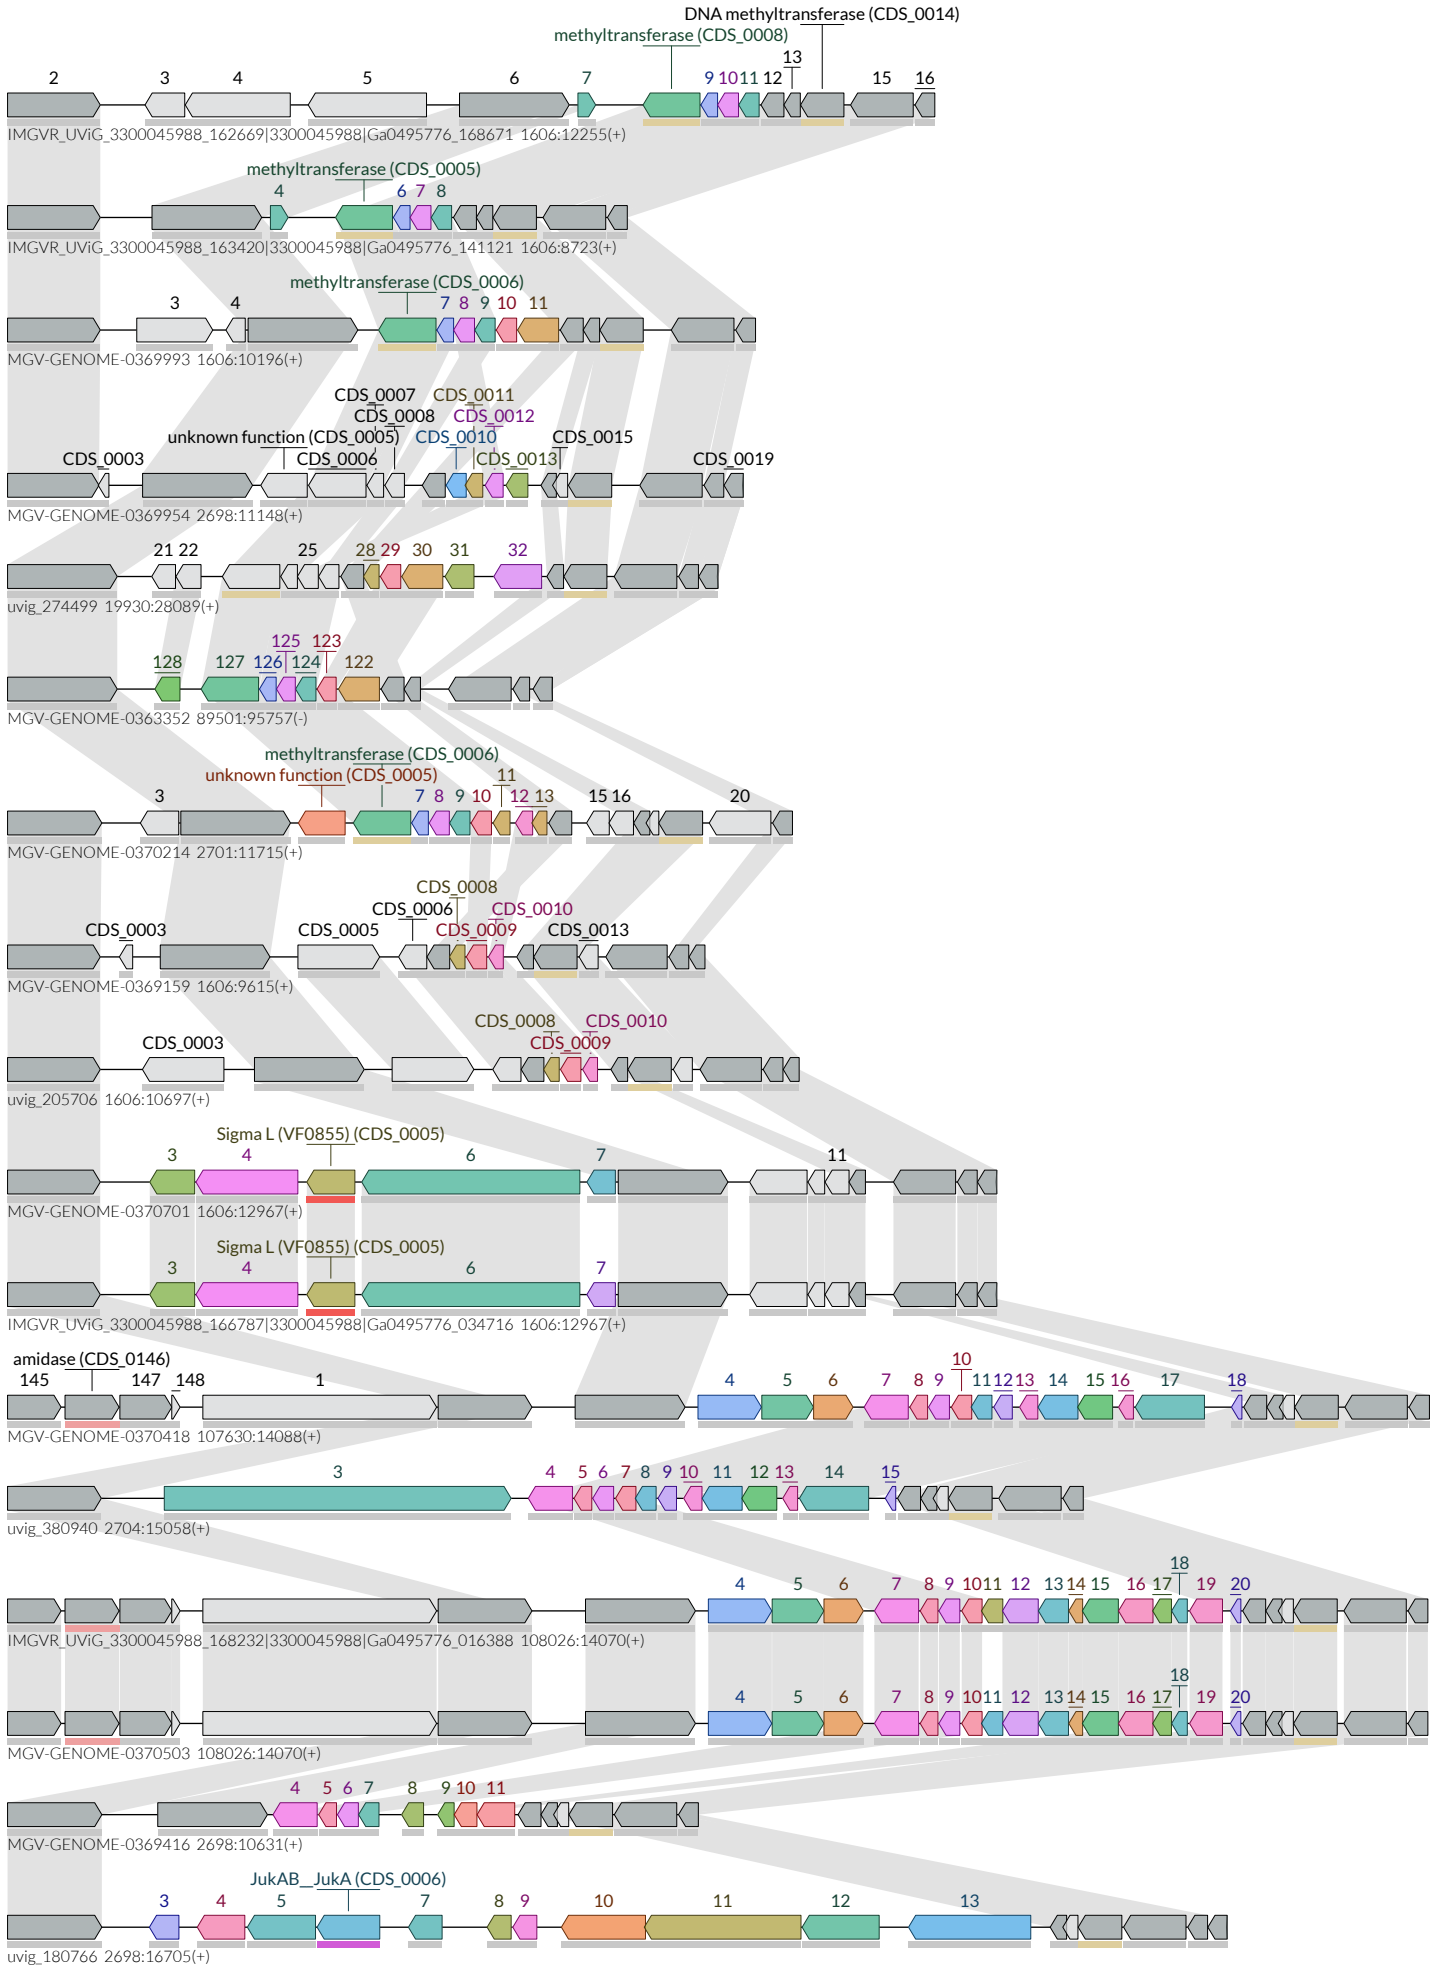 DNA methyltransferase (CDS_0014)
methyltransferase (CDS_0008)
13
2 3 4 5 6 7 9 10 11 12 15 16
IMGVR_UViG_3300045988_162669|3300045988|Ga0495776_168671 1606:12255(+)
methyltransferase (CDS_0005)
4 6 7 8
IMGVR_UViG_3300045988_163420|3300045988|Ga0495776_141121 1606:8723(+)
methyltransferase (CDS_0006)
3 4 7 8 9 10 11
MGV-GENOME-0369993 1606:10196(+)
CDS_0007 CDS_0011
CDS_0008 CDS_0012
unknown function (CDS_0005) CDS_0010 CDS_0015
CDS_0003 CDS_0006 CDS_0013 CDS_0019
MGV-GENOME-0369954 2698:11148(+)
21 22 25 28 29 30 31 32
uvig_274499 19930:28089(+)
125 123
128 127 126 124 122
MGV-GENOME-0363352 89501:95757(-)
methyltransferase (CDS_0006)
unknown function (CDS_0005) 11
3 7 8 9 10 12 13 15 16 20
MGV-GENOME-0370214 2701:11715(+)
CDS_0008
CDS_0006 CDS_0010
CDS_0003 CDS_0005 CDS_0009 CDS_0013
MGV-GENOME-0369159 1606:9615(+)
CDS_0008 CDS_0010
CDS_0003 CDS_0009
uvig_205706 1606:10697(+)
Sigma L (VF0855) (CDS_0005)
3 4 6 7 11
MGV-GENOME-0370701 1606:12967(+)
Sigma L (VF0855) (CDS_0005)
3 4 6 7
IMGVR_UViG_3300045988_166787|3300045988|Ga0495776_034716 1606:12967(+)
amidase (CDS_0146) 10
145 147 148 1 4 5 6 7 8 9 11 12 13 14 15 16 17 18
MGV-GENOME-0370418 107630:14088(+)
3 4 5 6 7 8 9 10 11 12 13 14 15
uvig_380940 2704:15058(+)
18
4 5 6 7 8 9 10 11 12 13 14 15 16 17 19 20
IMGVR_UViG_3300045988_168232|3300045988|Ga0495776_016388 108026:14070(+)
18
4 5 6 7 8 9 10 11 12 13 14 15 16 17 19 20
MGV-GENOME-0370503 108026:14070(+)
4 5 6 7 8 9 10 11
MGV-GENOME-0369416 2698:10631(+)
JukAB__JukA (CDS_0006)
3 4 5 7 8 9 10 11 12 13
uvig_180766 2698:16705(+)